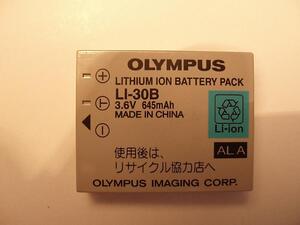 OLYMPUS
LITHIUM ION BATTERY PACK
LI-30B
3.6V 645mAh
MADE IN CHINA
Li-ion
使用後は、
リサイクル協力店へ
ALA
OLYMPUS IMAGING CORP.